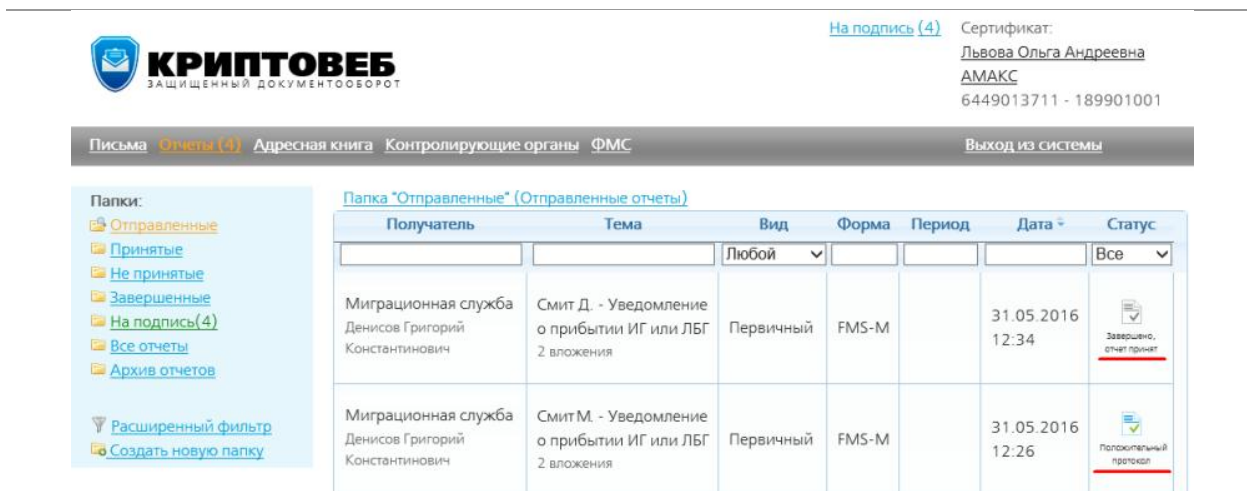 На подпись (4)
Сертификат:
Львова Ольга Андреевна
АМАКС
6449013711 - 189901001
КРИПТОВЕБ
ЗАЩИЩЕННЫЙ ДОКУМЕНТООБОРОТ
Письма Отчеты (4) Адресная книга Контролирующие органы ФМС Выход из системы
Папки:
Отправленные
Принятые
Не принятые
Завершенные
На подпись(4)
Все отчеты
Архив отчетов
Расширенный фильтр
Создать новую папку
Папка "Отправленные" (Отправленные отчеты)
Получатель Тема Вид Форма Период Дата Статус
Любой Все
Миграционная служба
Денисов Григорий
Константинович
Смит Д. - Уведомление
о прибытии ИГ или ЛБГ
2 вложения
Первичный
FMS-M
31.05.2016
12:34
Завершено,
отчет принят
Миграционная служба
Денисов Григорий
Константинович
Смит М. - Уведомление
о прибытии ИГ или ЛБГ
2 вложения
Первичный
FMS-M
31.05.2016
12:26
Положительный
протокол